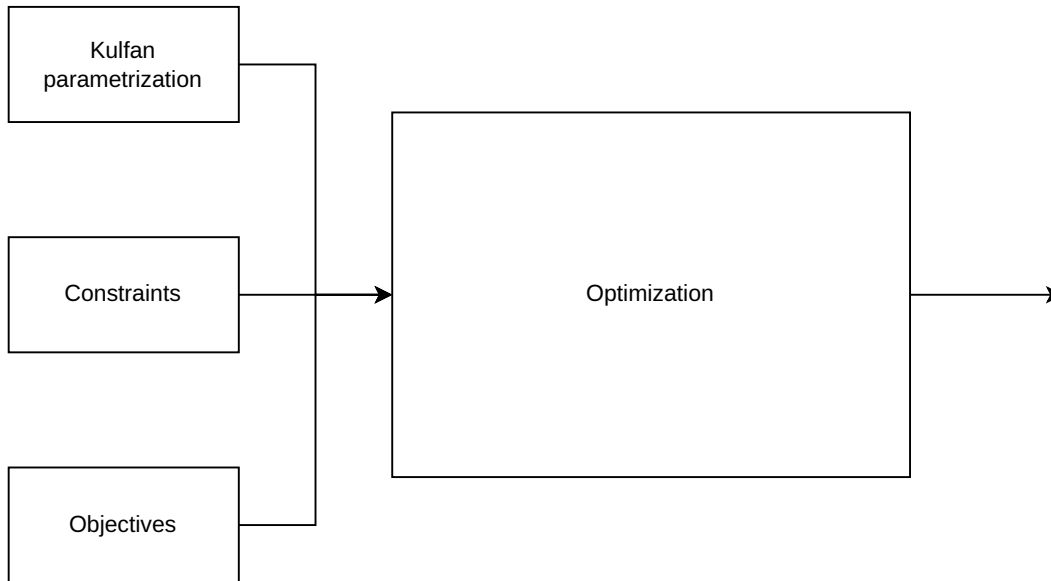 Kulfan
parametrization
Constraints
Optimization
Objectives